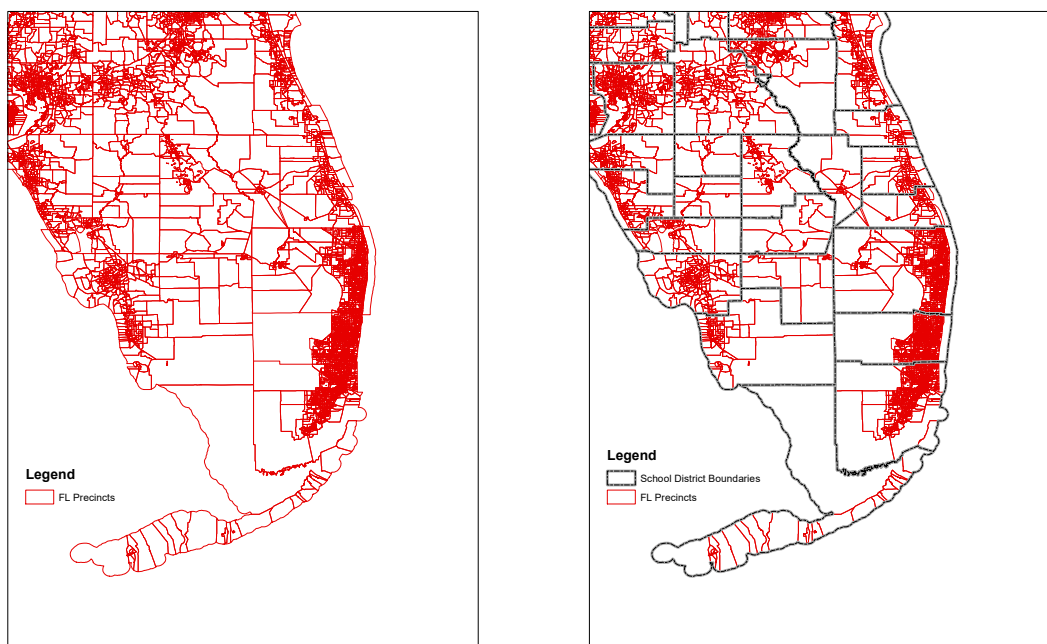 Legend
FL Precincts
Legend
School District Boundaries
FL Precincts